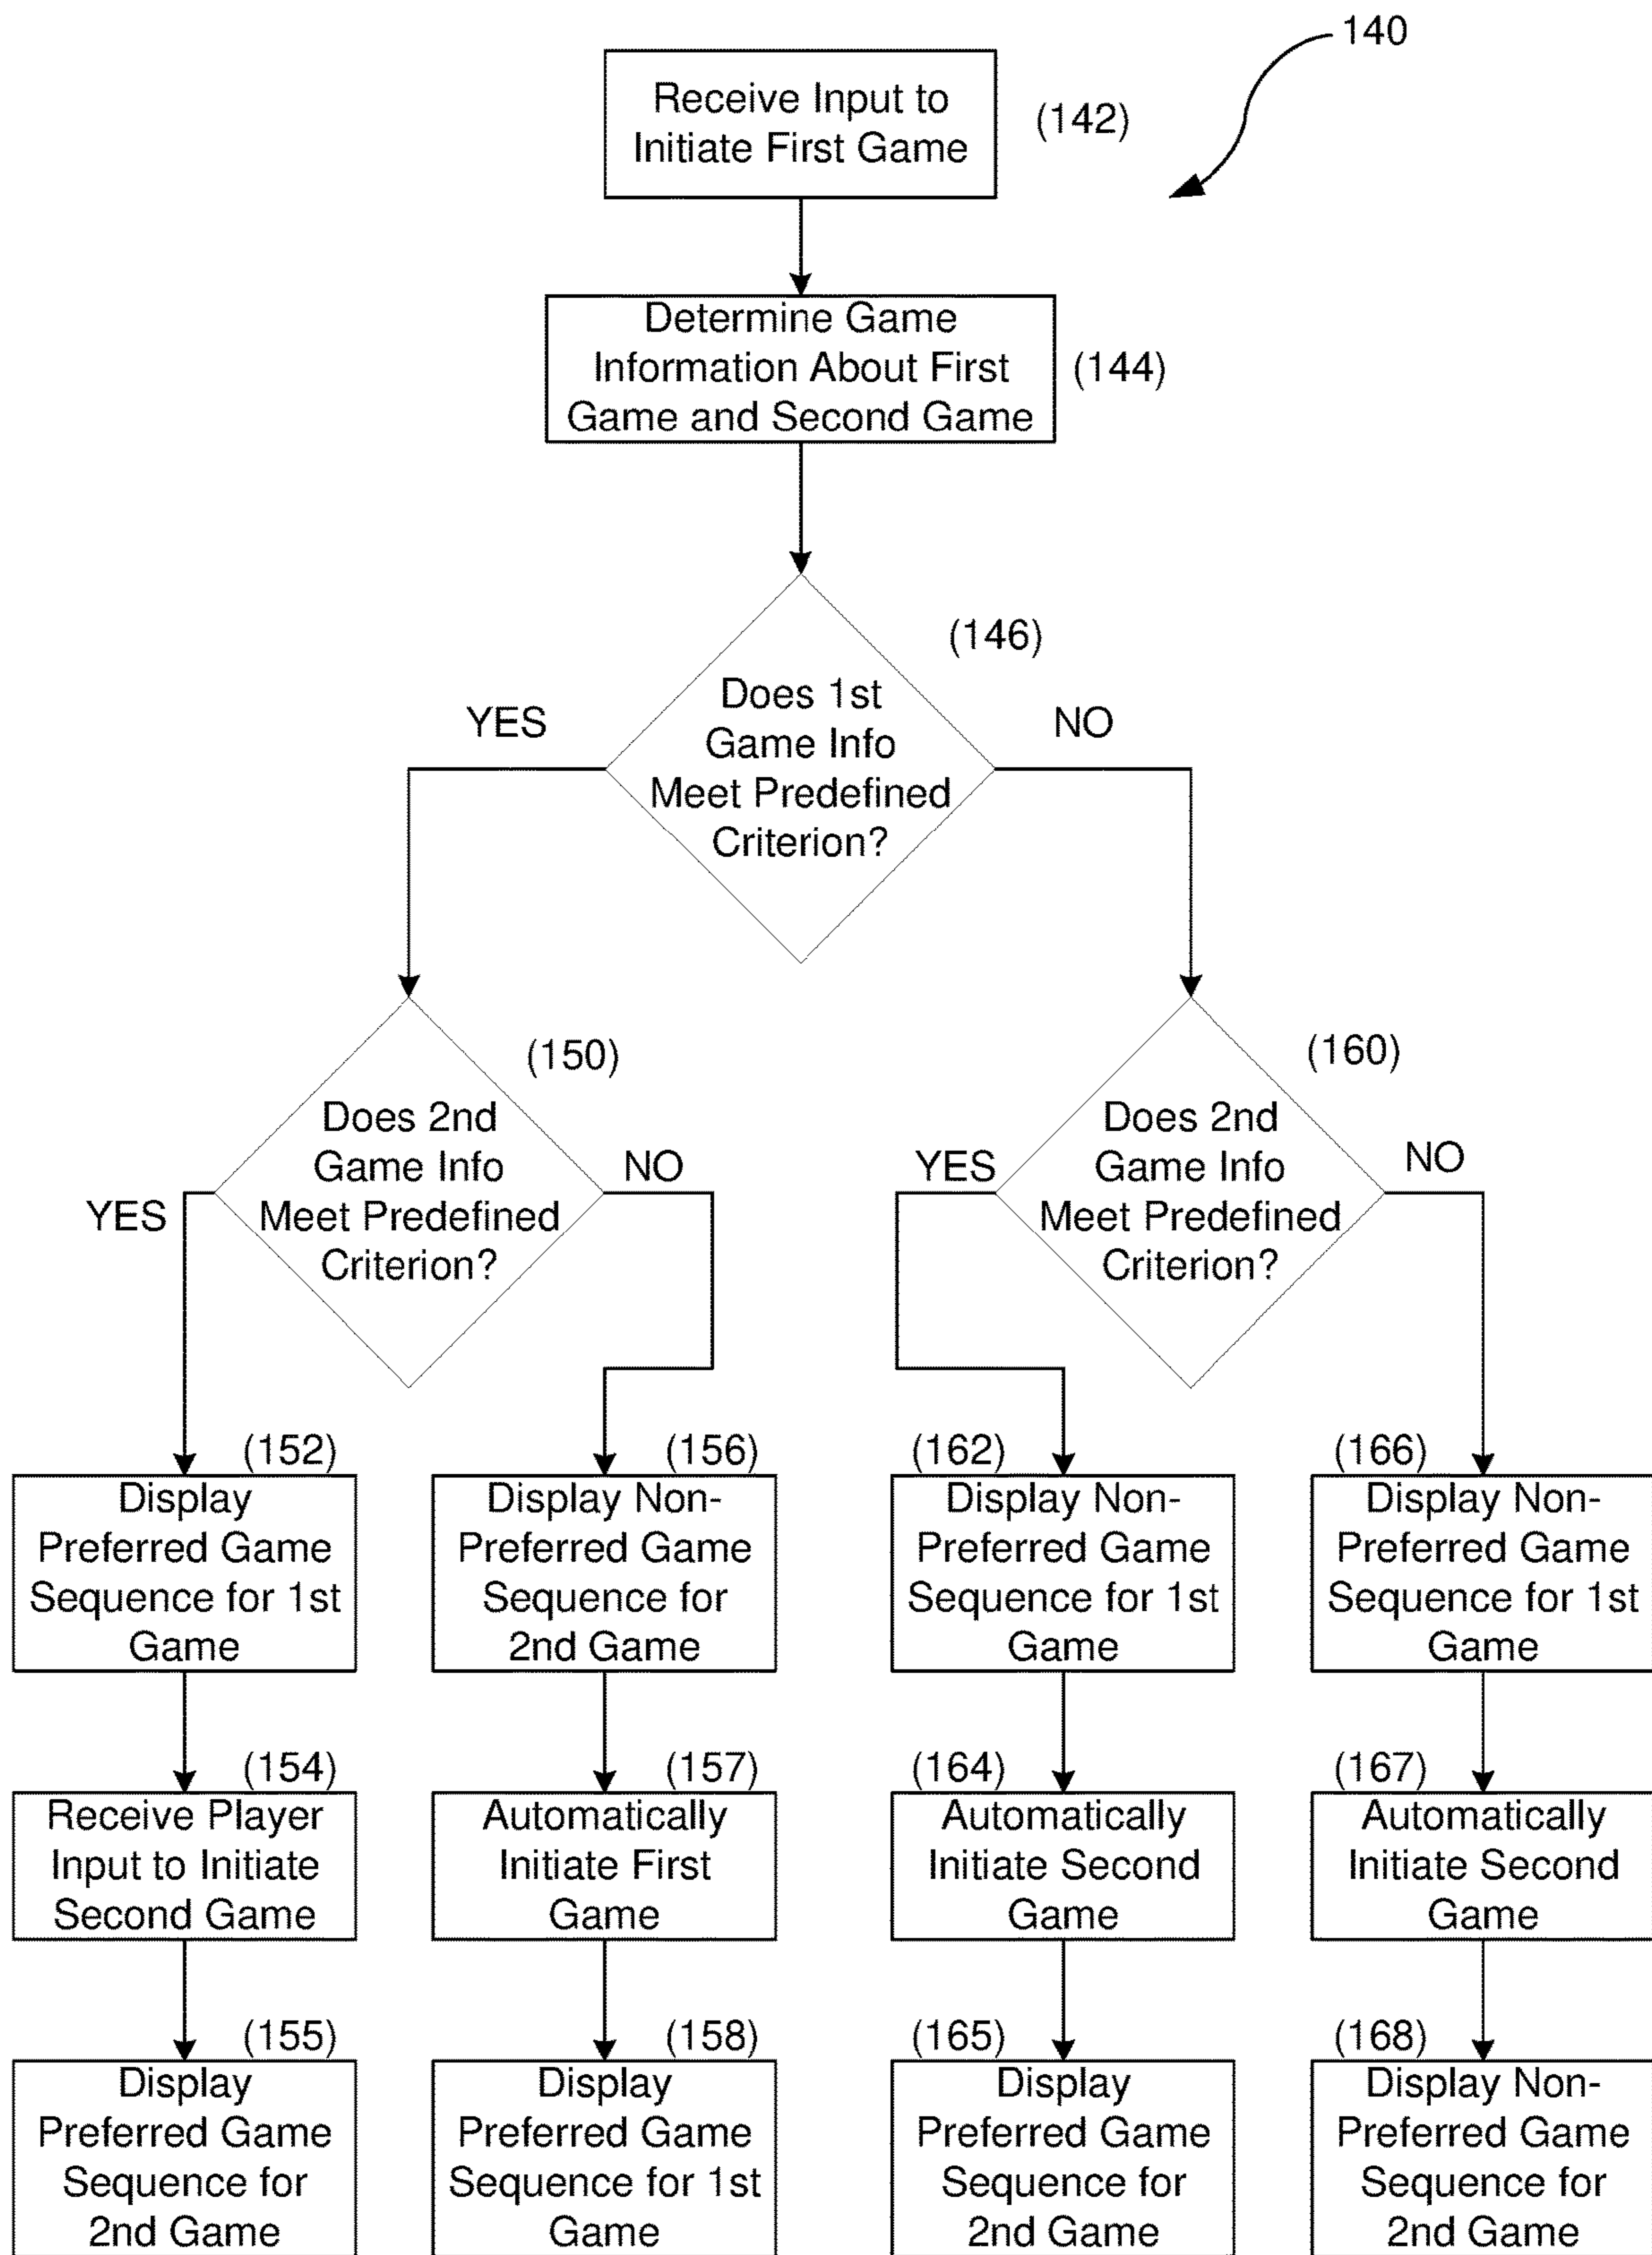 140
Receive Input to
Initiate First Game
(142)
Determine Game
Information About First
Game and Second Game
(144)
(146)
Does 1st
Game Info
Meet Predefined
Criterion?
YES
NO
(150)
Does 2nd
Game Info
Meet Predefined
Criterion?
YES
NO
(160)
Does 2nd
Game Info
Meet Predefined
Criterion?
YES
NO
(152)
Display
Preferred Game
Sequence for 1st
Game
(156)
Display Non-
Preferred Game
Sequence for
2nd Game
(162)
Display Non-
Preferred Game
Sequence for 1st
Game
(166)
Display Non-
Preferred Game
Sequence for 1st
Game
(154)
Receive Player
Input to Initiate
Second Game
(157)
Automatically
Initiate First
Game
(164)
Automatically
Initiate Second
Game
(167)
Automatically
Initiate Second
Game
(155)
Display
Preferred Game
Sequence for
2nd Game
(158)
Display
Preferred Game
Sequence for 1st
Game
(165)
Display
Preferred Game
Sequence for
2nd Game
(168)
Display Non-
Preferred Game
Sequence for
2nd Game